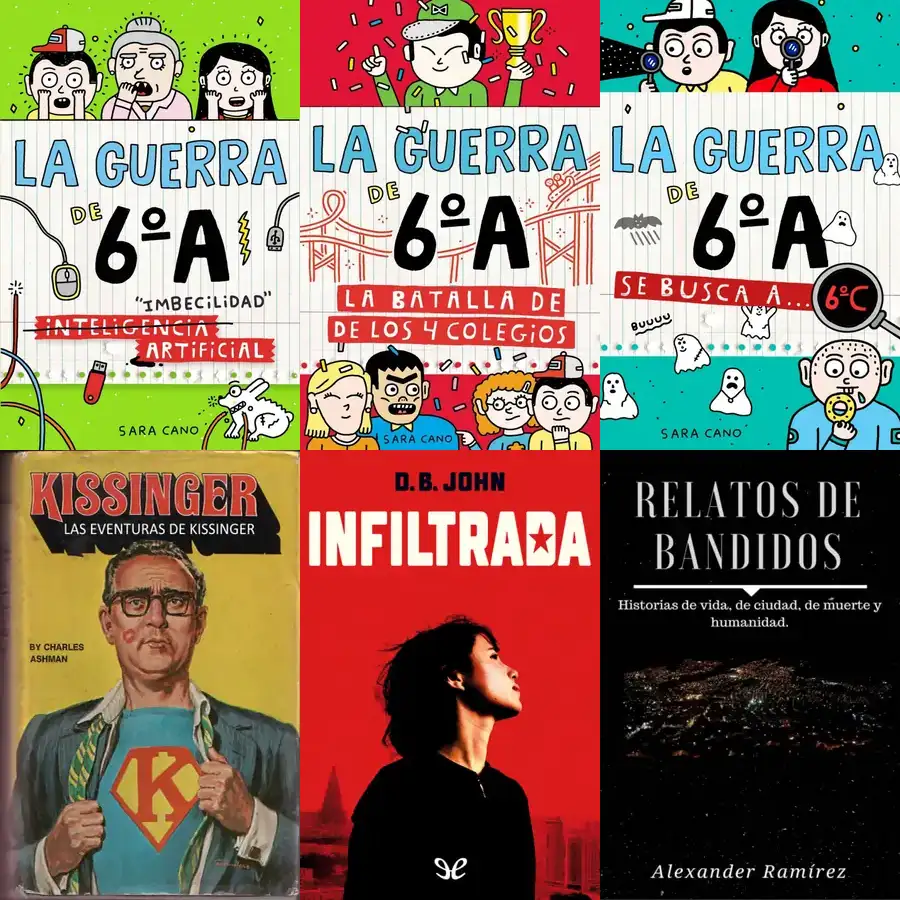 LA GUERRA
DE
6ºA
"IMBECILIDAD"
INTELIGENCIA
ARTIFICIAL
SARA CANO
LA GUERRA
DE
6ºA
LA BATALLA DE
DE LOS 4 COLEGIOS
SARA CANO
LA GUERRA
DE
6ºA
SE BUSCA A...
6ºC
BUUUU
SARA CANO
KISSINGER
LAS EVENTURAS DE KISSINGER
BY CHARLES
ASHMAN
K
D. B. JOHN
INFILTRADA
RELATOS DE
BANDIDOS
Historias de vida, de ciudad, de muerte y
humanidad.
Alexander Ramírez